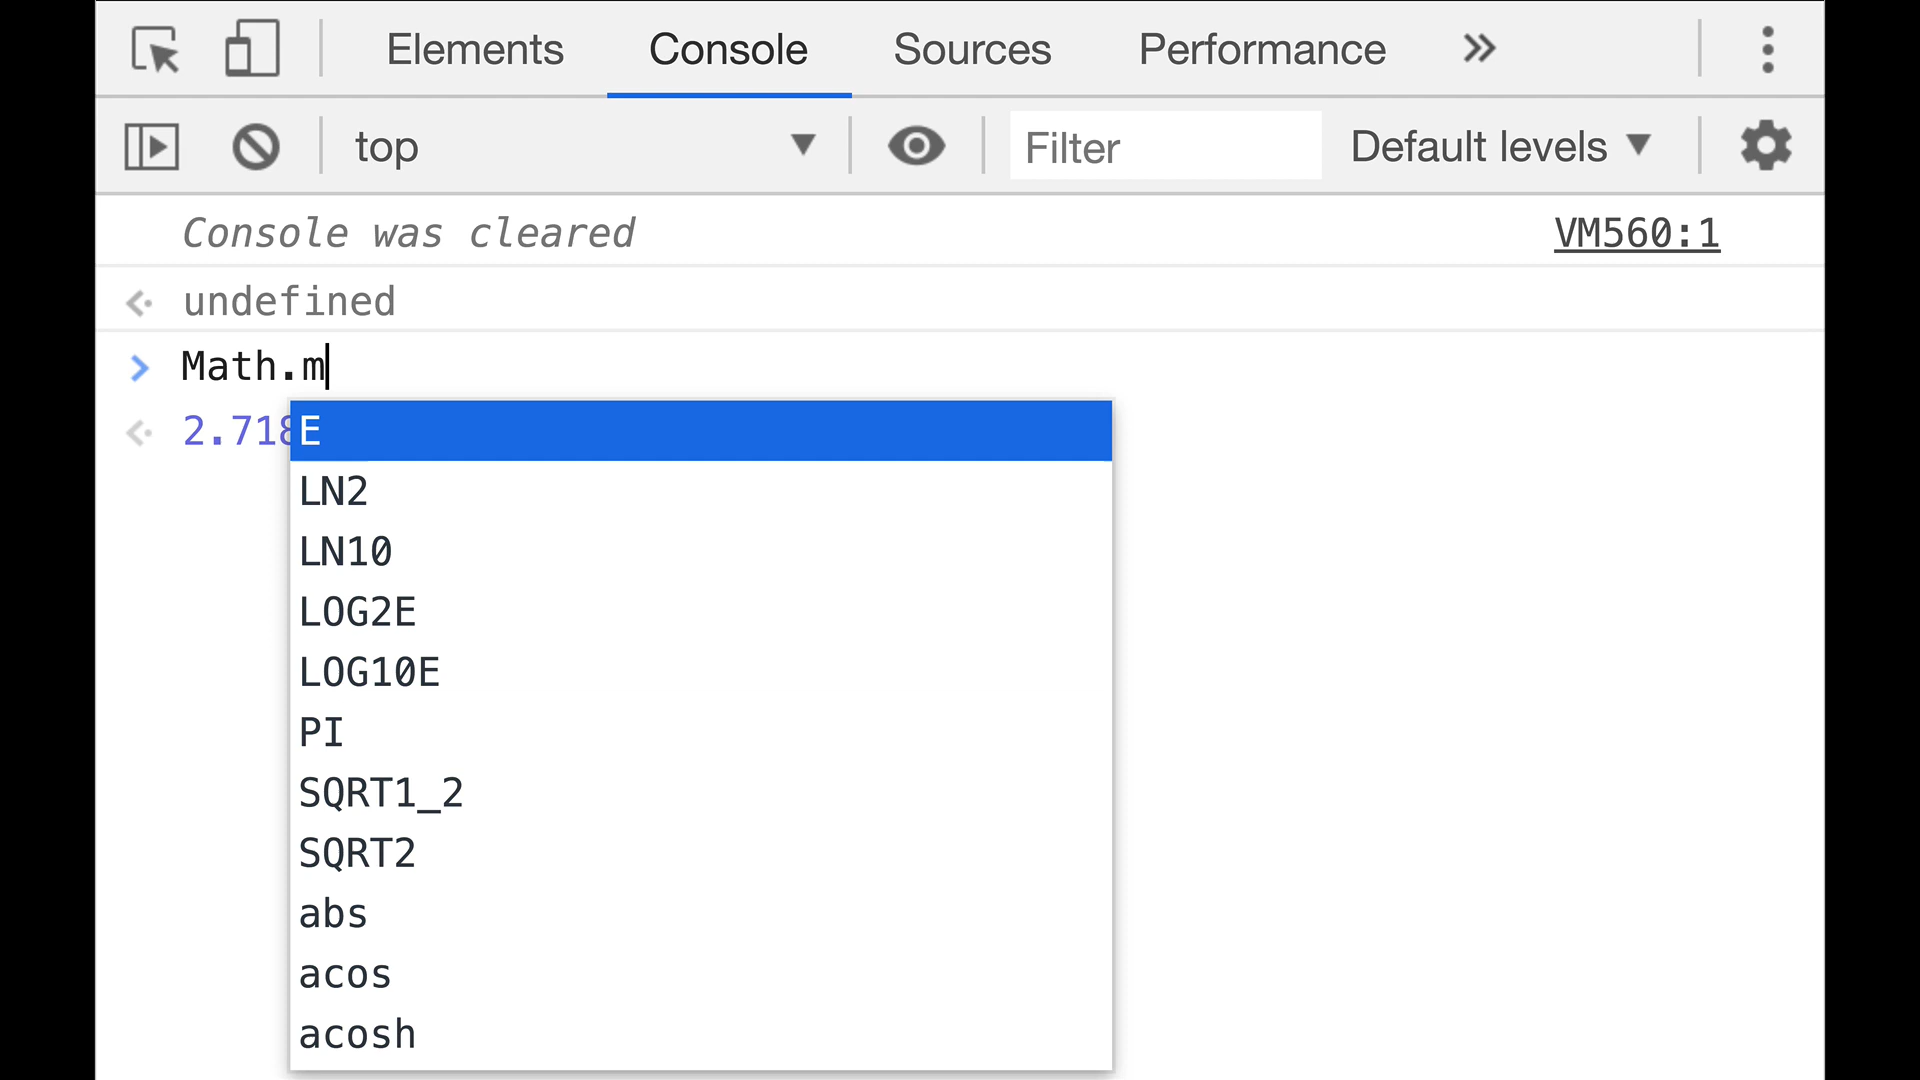 Elements Console Sources Performance
top Filter Default levels
Console was cleared VM560:1
undefined
Math.m
2.718
E
LN2
LN10
LOG2E
LOG10E
PI
SQRT1_2
SQRT2
abs
acos
acosh